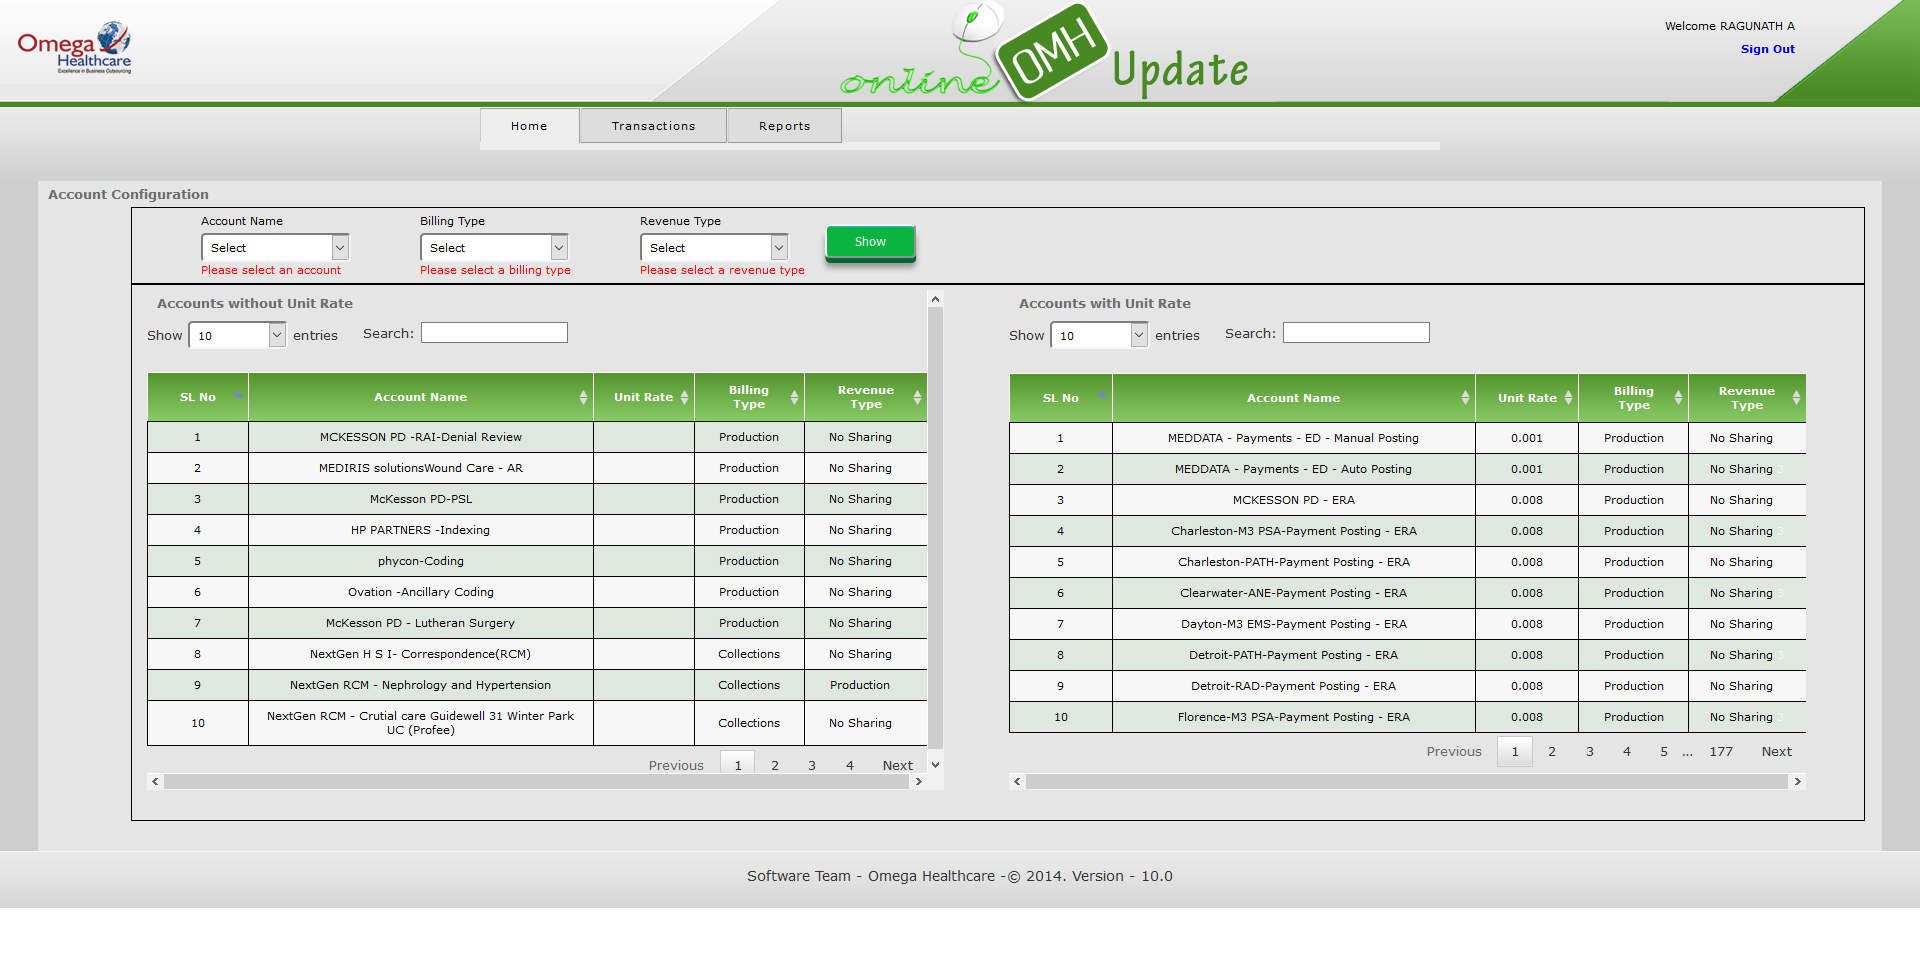 Omega
Healthcare
Excellence in Business Outsourcing
online OMH Update
Welcome RAGUNATH A
Sign Out
Home Transactions Reports
Account Configuration
Account Name Billing Type Revenue Type
Select Select Select Show
Please select an account Please select a billing type Please select a revenue type
Accounts without Unit Rate
Show 10 entries Search:
SL No Account Name Unit Rate Billing Type Revenue Type
1 MCKESSON PD -RAI-Denial Review Production No Sharing
2 MEDIRIS solutionsWound Care - AR Production No Sharing
3 McKesson PD-PSL Production No Sharing
4 HP PARTNERS -Indexing Production No Sharing
5 phycon-Coding Production No Sharing
6 Ovation -Ancillary Coding Production No Sharing
7 McKesson PD - Lutheran Surgery Production No Sharing
8 NextGen H S I- Correspondence(RCM) Collections No Sharing
9 NextGen RCM - Nephrology and Hypertension Collections Production
10 NextGen RCM - Crutial care Guidewell 31 Winter Park UC (Profee) Collections No Sharing
Previous 1 2 3 4 Next
Accounts with Unit Rate
Show 10 entries Search:
SL No Account Name Unit Rate Billing Type Revenue Type
1 MEDDATA - Payments - ED - Manual Posting 0.001 Production No Sharing
2 MEDDATA - Payments - ED - Auto Posting 0.001 Production No Sharing 3
3 MCKESSON PD - ERA 0.008 Production No Sharing
4 Charleston-M3 PSA-Payment Posting - ERA 0.008 Production No Sharing 3
5 Charleston-PATH-Payment Posting - ERA 0.008 Production No Sharing
6 Clearwater-ANE-Payment Posting - ERA 0.008 Production No Sharing 3
7 Dayton-M3 EMS-Payment Posting - ERA 0.008 Production No Sharing
8 Detroit-PATH-Payment Posting - ERA 0.008 Production No Sharing 3
9 Detroit-RAD-Payment Posting - ERA 0.008 Production No Sharing
10 Florence-M3 PSA-Payment Posting - ERA 0.008 Production No Sharing 3
Previous 1 2 3 4 5 ... 177 Next
Software Team - Omega Healthcare -© 2014. Version - 10.0